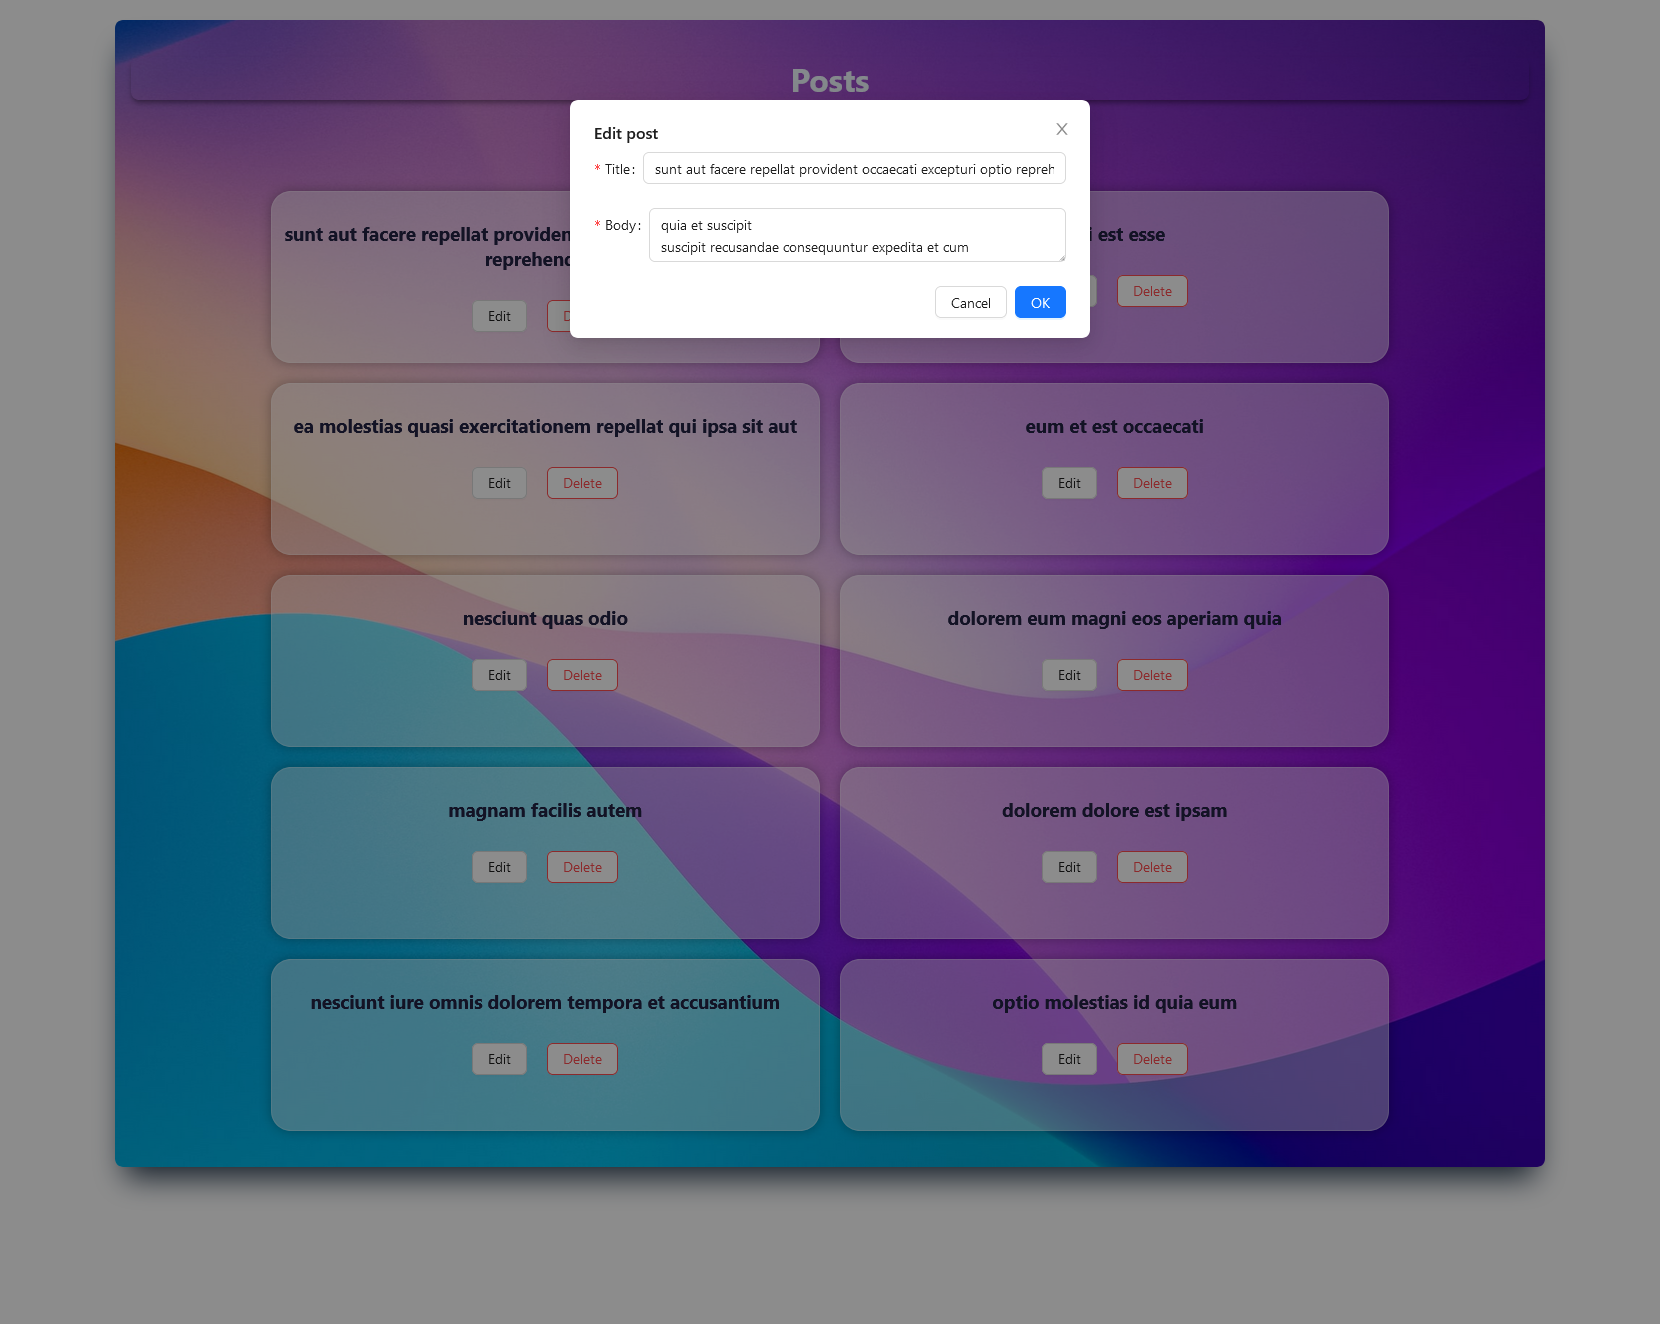 Posts
Edit post
* Title: sunt aut facere repellat provident occaecati excepturi optio repreh
* Body: quia et suscipit
suscipit recusandae consequuntur expedita et cum
Cancel OK
sunt aut facere repellat providen
reprehenc
Edit
est esse
Delete
ea molestias quasi exercitationem repellat qui ipsa sit aut
Edit Delete
eum et est occaecati
Edit Delete
nesciunt quas odio
Edit Delete
dolorem eum magni eos aperiam quia
Edit Delete
magnam facilis autem
Edit Delete
dolorem dolore est ipsam
Edit Delete
nesciunt iure omnis dolorem tempora et accusantium
Edit Delete
optio molestias id quia eum
Edit Delete